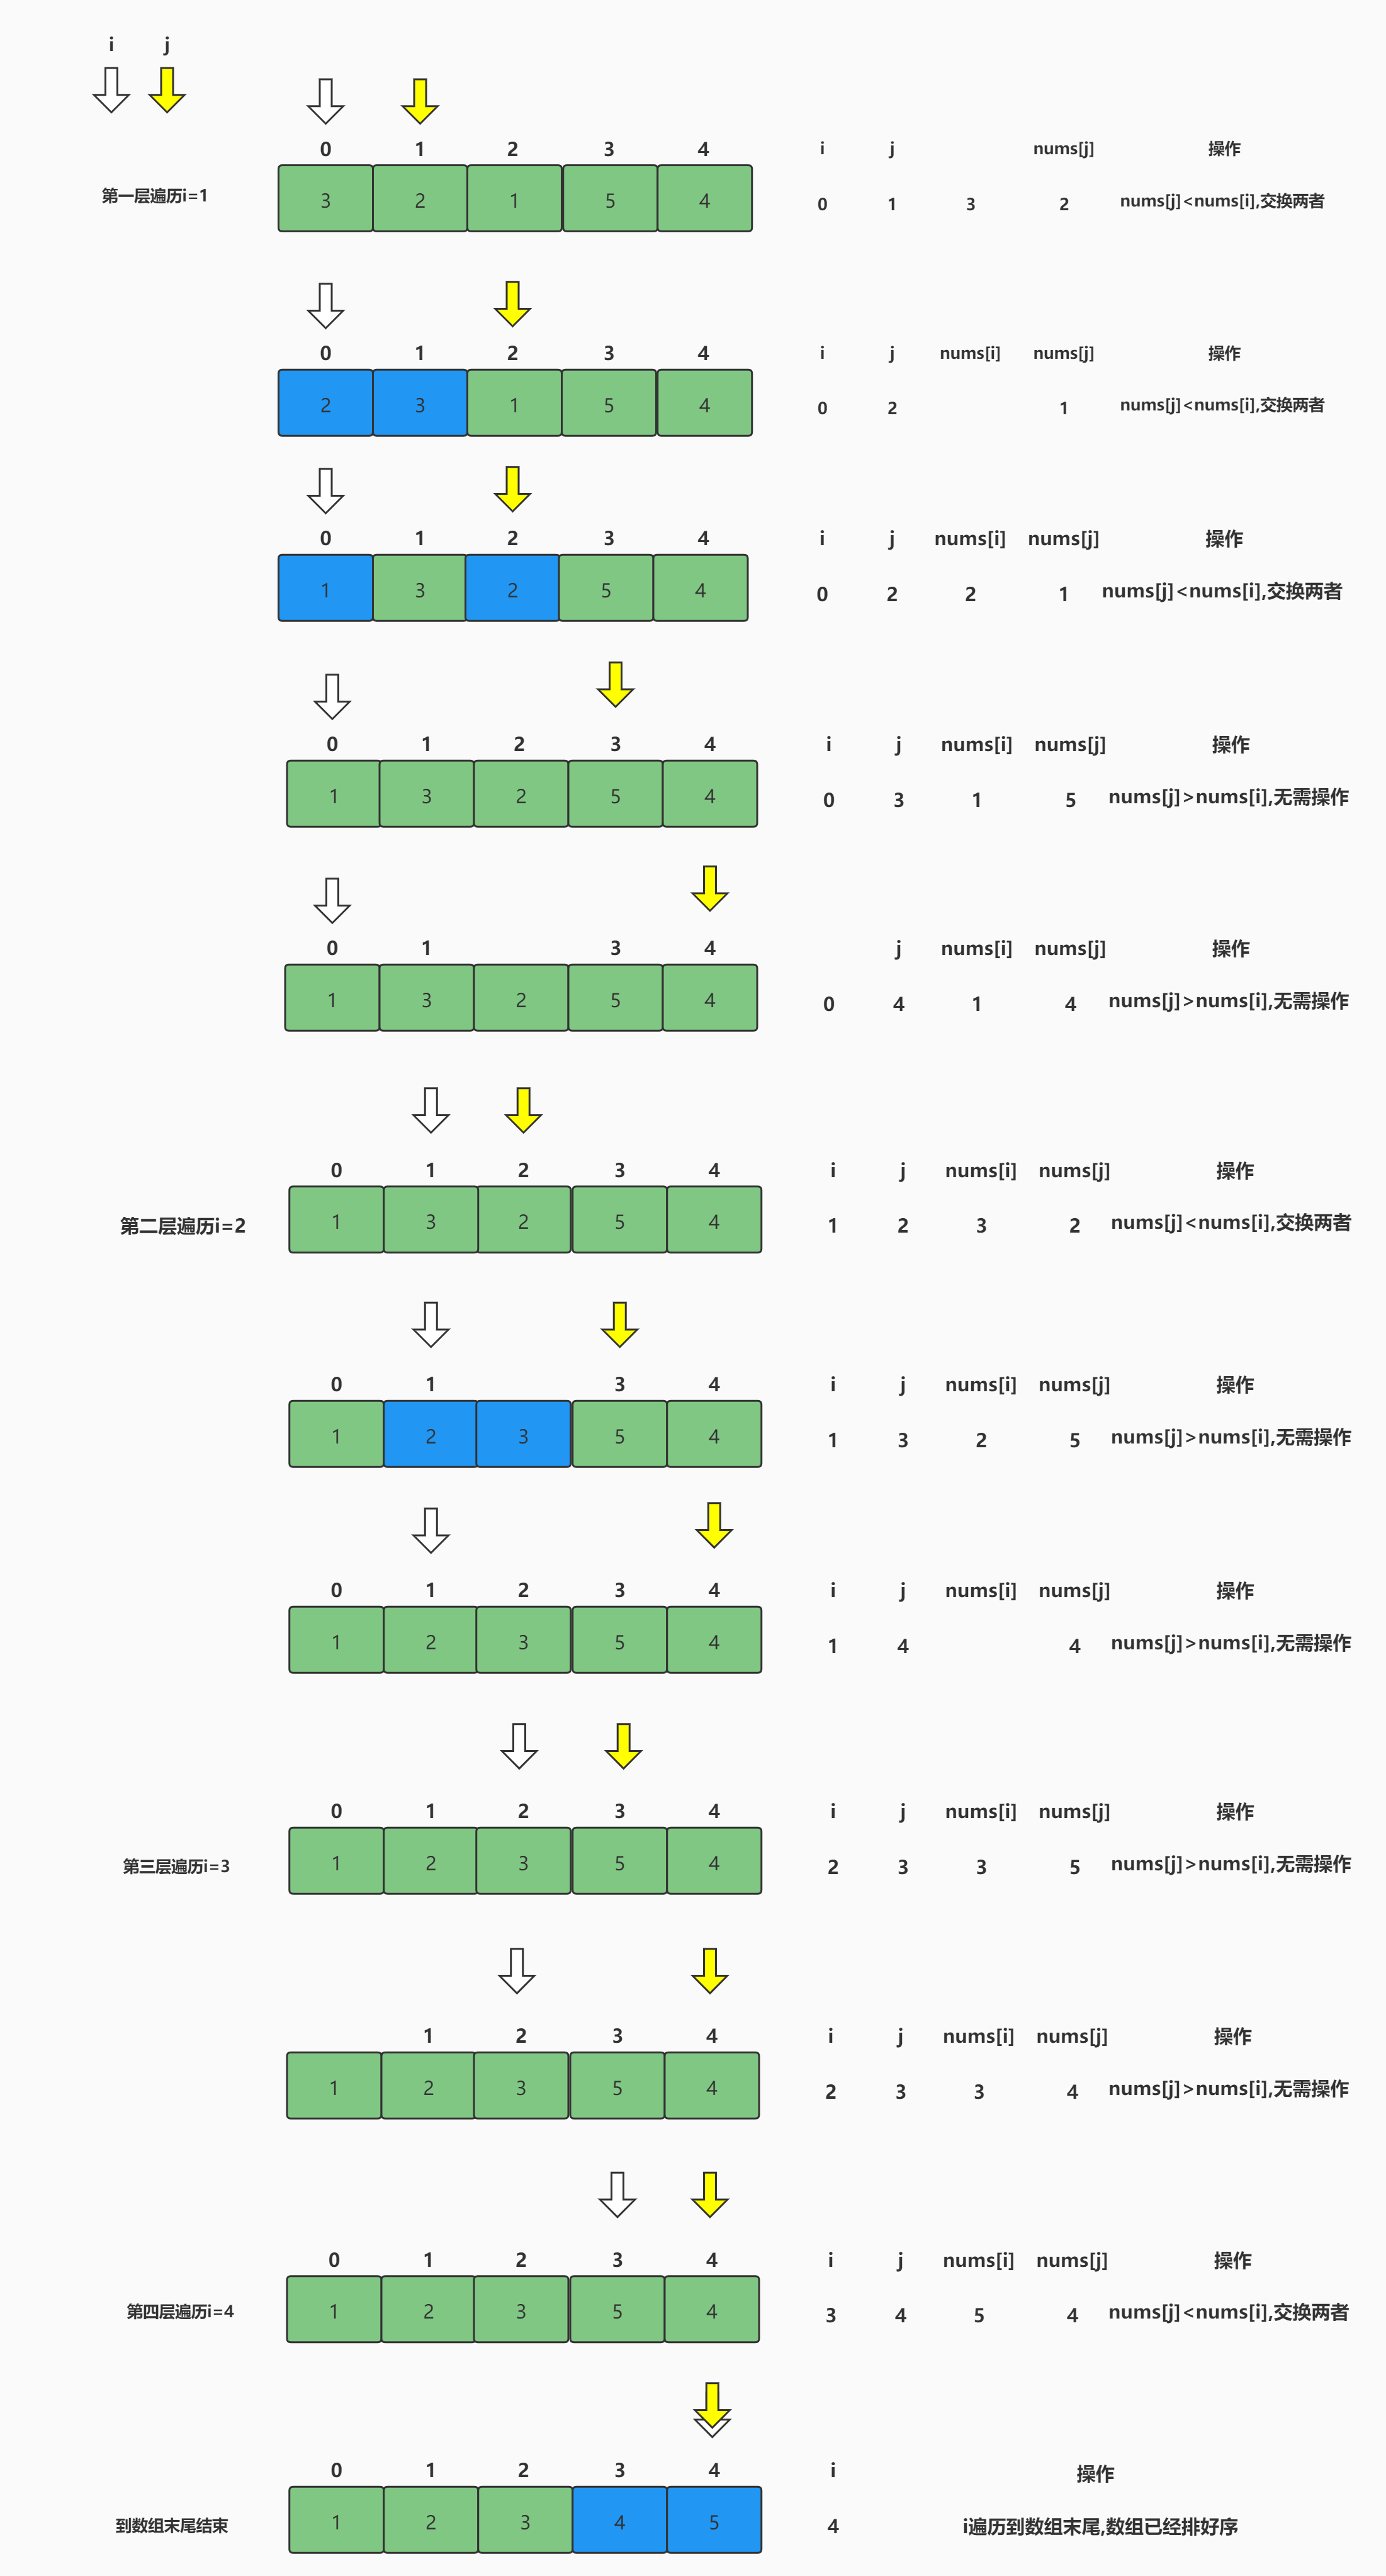 i j
0 1 2 3 4 i j nums[j] 操作
第一层遍历i=1 3 2 1 5 4 0 1 3 2 nums[j]<nums[i],交换两者
0 1 2 3 4 i j nums[i] nums[j] 操作
2 3 1 5 4 0 2 1 nums[j]<nums[i],交换两者
0 1 2 3 4 i j nums[i] nums[j] 操作
1 3 2 5 4 0 2 2 1 nums[j]<nums[i],交换两者
0 1 2 3 4 i j nums[i] nums[j] 操作
1 3 2 5 4 0 3 1 5 nums[j]>nums[i],无需操作
0 1 3 4 j nums[i] nums[j] 操作
1 3 2 5 4 0 4 1 4 nums[j]>nums[i],无需操作
0 1 2 3 4 i j nums[i] nums[j] 操作
第二层遍历i=2 1 3 2 5 4 1 2 3 2 nums[j]<nums[i],交换两者
0 1 3 4 i j nums[i] nums[j] 操作
1 2 3 5 4 1 3 2 5 nums[j]>nums[i],无需操作
0 1 2 3 4 i j nums[i] nums[j] 操作
1 2 3 5 4 1 4 4 nums[j]>nums[i],无需操作
0 1 2 3 4 i j nums[i] nums[j] 操作
第三层遍历i=3 1 2 3 5 4 2 3 3 5 nums[j]>nums[i],无需操作
1 2 3 4 i j nums[i] nums[j] 操作
1 2 3 5 4 2 3 3 4 nums[j]>nums[i],无需操作
0 1 2 3 4 i j nums[i] nums[j] 操作
第四层遍历i=4 1 2 3 5 4 3 4 5 4 nums[j]<nums[i],交换两者
0 1 2 3 4 i 操作
到数组末尾结束 1 2 3 4 5 4 i遍历到数组末尾,数组已经排好序